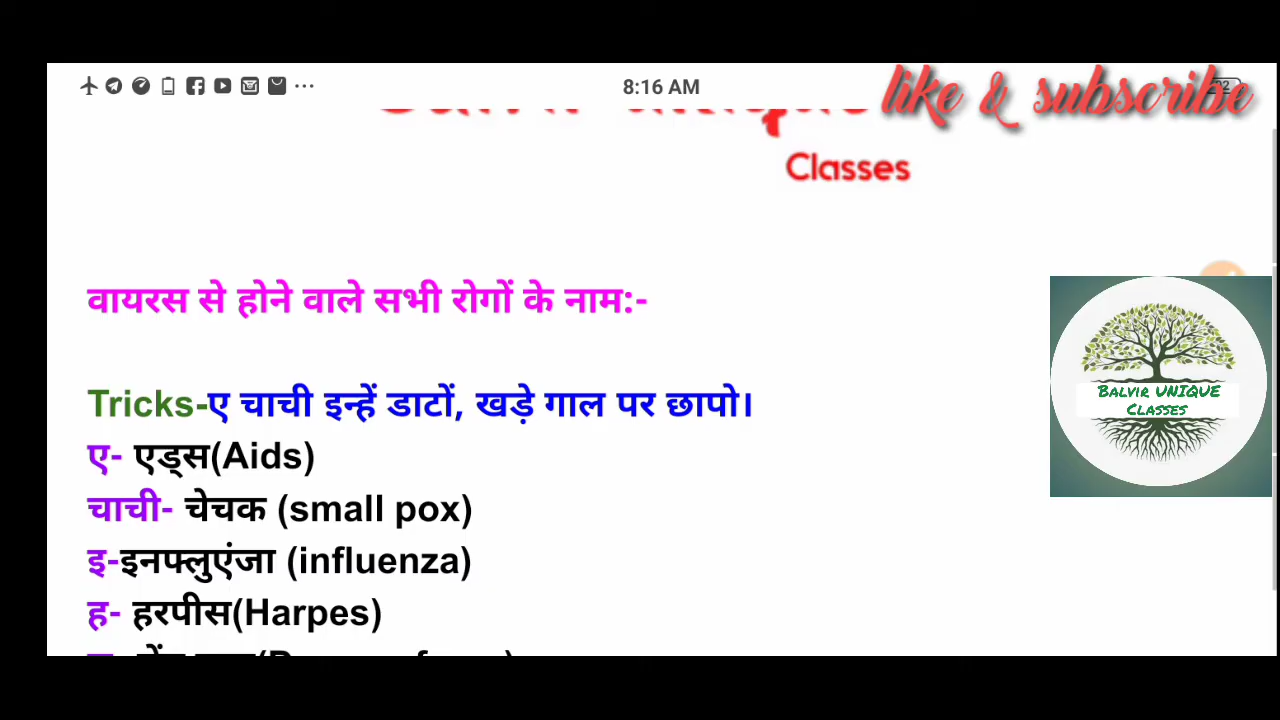 8:16 AM
like & subscribe
Classes
वायरस से होने वाले सभी रोगों के नाम:-
Tricks-ए चाची इन्हें डाटों, खड़े गाल पर छापो।
BALVIR UNIQUE
CLASSES
ए- एड्स(Aids)
चाची- चेचक (small pox)
इ-इनफ्लुएंजा (influenza)
ह- हरपीस(Harpes)